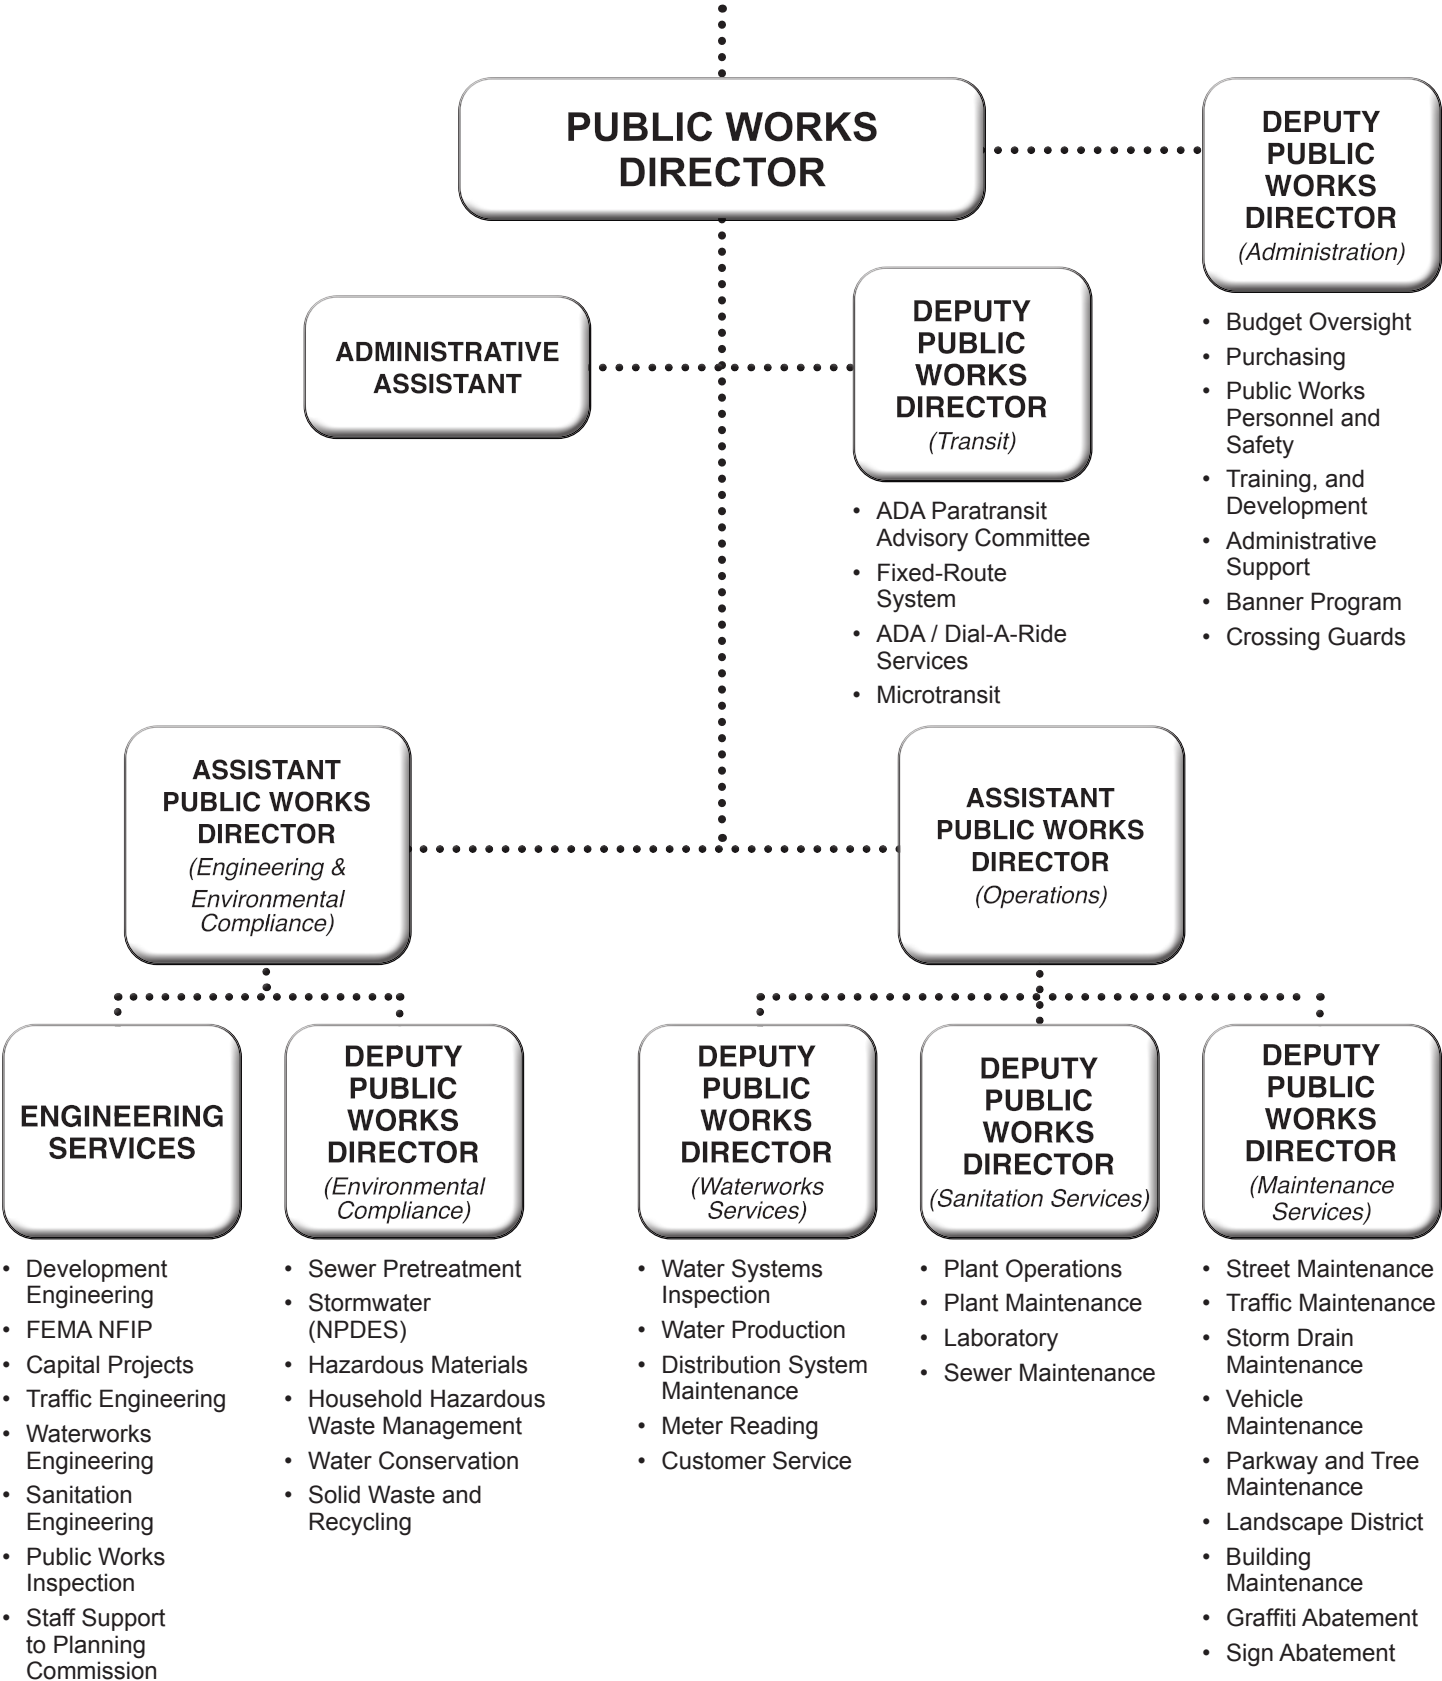 PUBLIC WORKS
DIRECTOR
DEPUTY
PUBLIC
WORKS
DIRECTOR
(Administration)
• Budget Oversight
• Purchasing
• Public Works
Personnel and
Safety
• Training, and
Development
• Administrative
Support
• Banner Program
• Crossing Guards
ADMINISTRATIVE
ASSISTANT
DEPUTY
PUBLIC
WORKS
DIRECTOR
(Transit)
• ADA Paratransit
Advisory Committee
• Fixed-Route
System
• ADA / Dial-A-Ride
Services
• Microtransit
ASSISTANT
PUBLIC WORKS
DIRECTOR
(Engineering &
Environmental
Compliance)
ASSISTANT
PUBLIC WORKS
DIRECTOR
(Operations)
ENGINEERING
SERVICES
• Development
Engineering
• FEMA NFIP
• Capital Projects
• Traffic Engineering
• Waterworks
Engineering
• Sanitation
Engineering
• Public Works
Inspection
• Staff Support
to Planning
Commission
DEPUTY
PUBLIC
WORKS
DIRECTOR
(Environmental
Compliance)
• Sewer Pretreatment
• Stormwater
(NPDES)
• Hazardous Materials
• Household Hazardous
Waste Management
• Water Conservation
• Solid Waste and
Recycling
DEPUTY
PUBLIC
WORKS
DIRECTOR
(Waterworks
Services)
• Water Systems
Inspection
• Water Production
• Distribution System
Maintenance
• Meter Reading
• Customer Service
DEPUTY
PUBLIC
WORKS
DIRECTOR
(Sanitation Services)
• Plant Operations
• Plant Maintenance
• Laboratory
• Sewer Maintenance
DEPUTY
PUBLIC
WORKS
DIRECTOR
(Maintenance
Services)
• Street Maintenance
• Traffic Maintenance
• Storm Drain
Maintenance
• Vehicle
Maintenance
• Parkway and Tree
Maintenance
• Landscape District
• Building
Maintenance
• Graffiti Abatement
• Sign Abatement